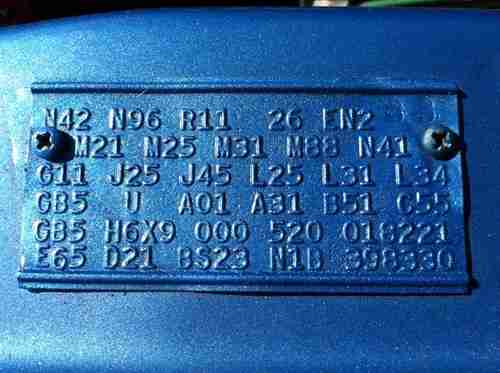 N42 N96 R11 26 EN2
M21 M25 M31 M88 N41
G11 J25 J45 L25 L31 L34
GB5 U A01 A31 B51 C55
GB5 H6X9 000 520 018221
E65 D21 BS23 N1B 398330